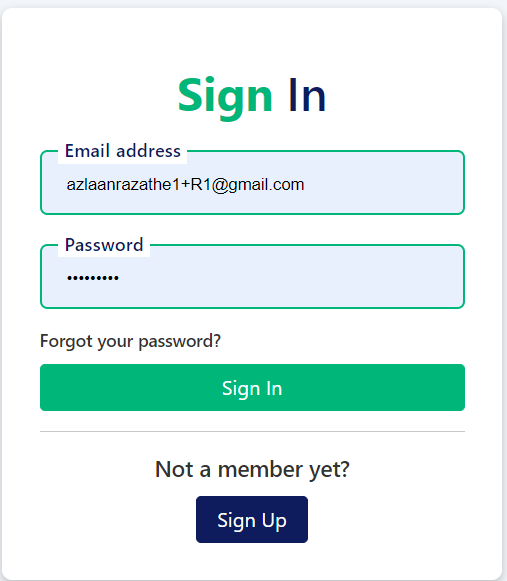 Sign In
Email address
azlaanrazathe1+R1@gmail.com
Password
•••••••••
Forgot your password?
Sign In
Not a member yet?
Sign Up